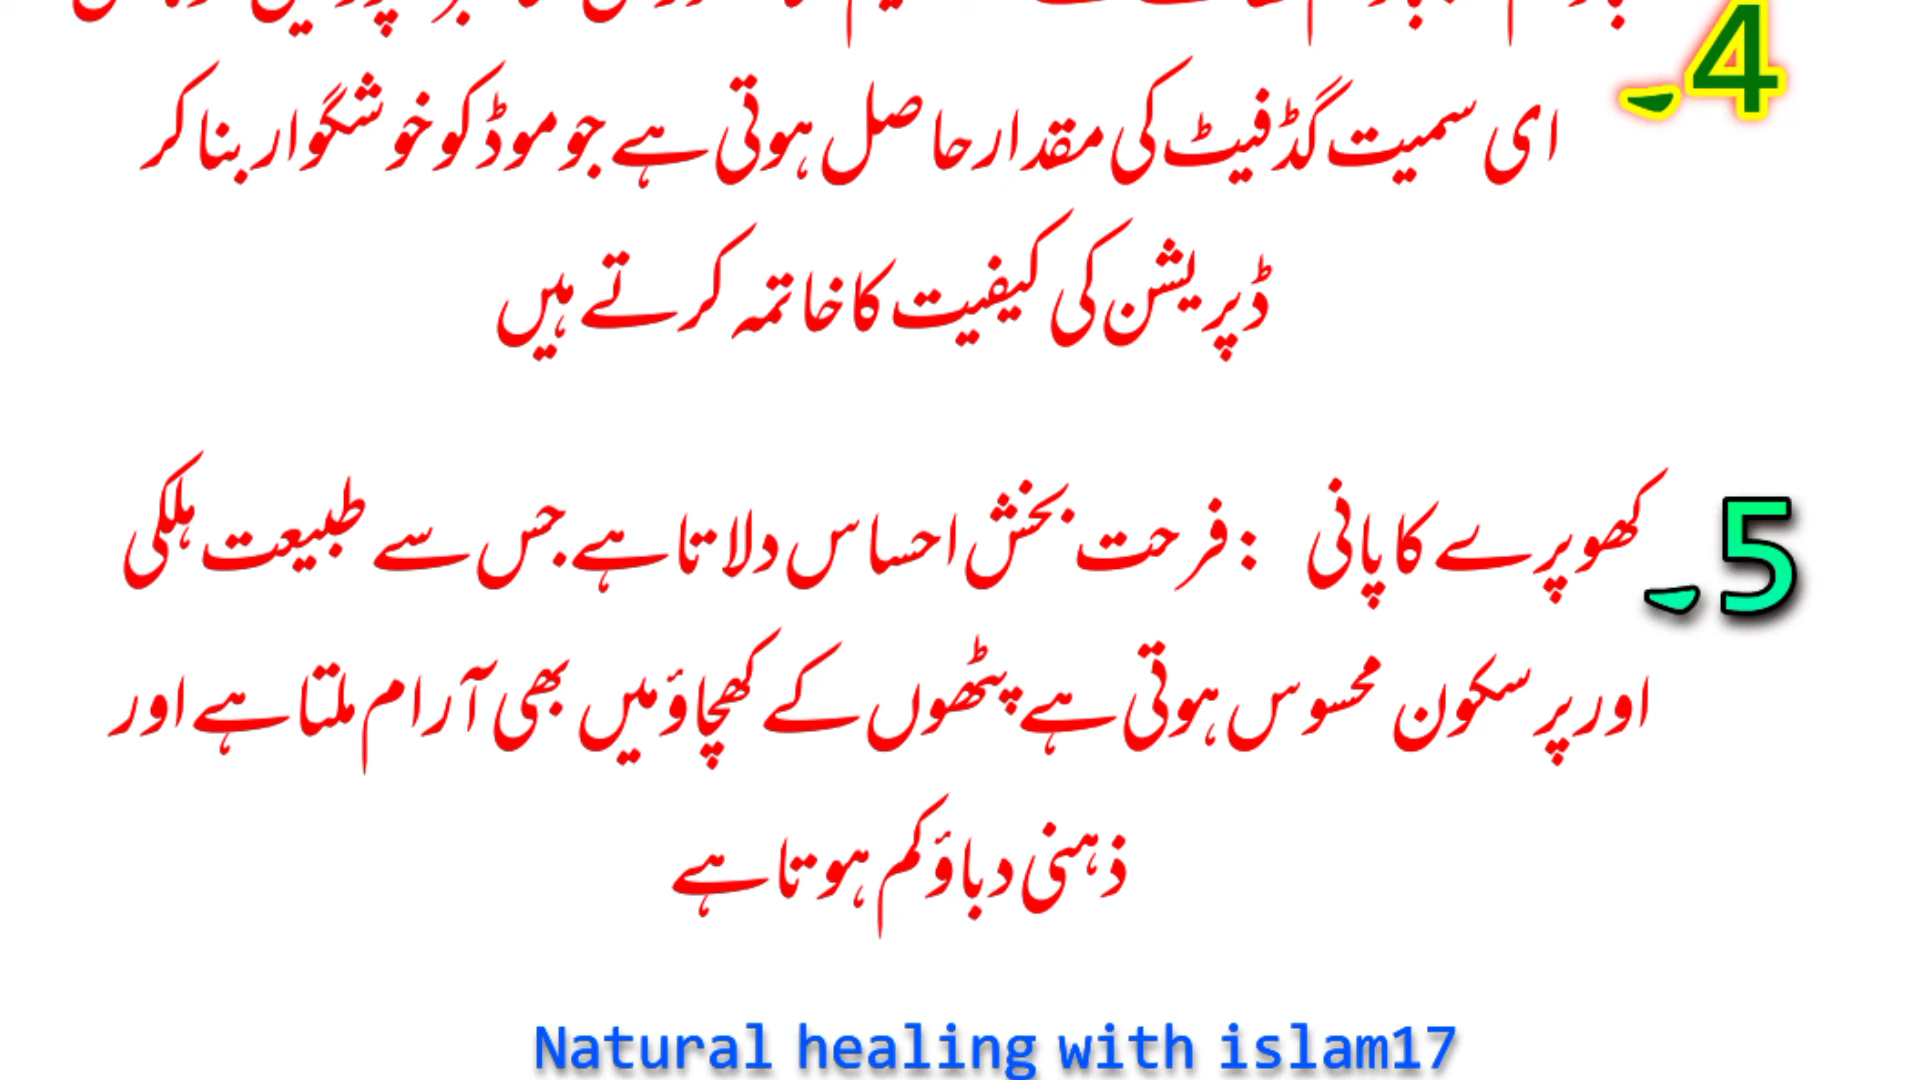 4۔
ای سمیت گڈ فیٹ کی مقدار حاصل ہوتی ہے جو موڈ کو خوشگوار بنا کر
ڈپریشن کی کیفیت کا خاتمہ کرتے ہیں
5۔ کھوپرے کا پانی : فرحت بخش احساس دلاتا ہے.جس سے طبیعت ہلکی
اور پر سکون محسوس ہوتی ہے پٹھوں کے کھچاؤ میں بھی آرام ملتا ہے اور
ذہنی دباؤ کم ہوتا ہے
Natural healing with islam17